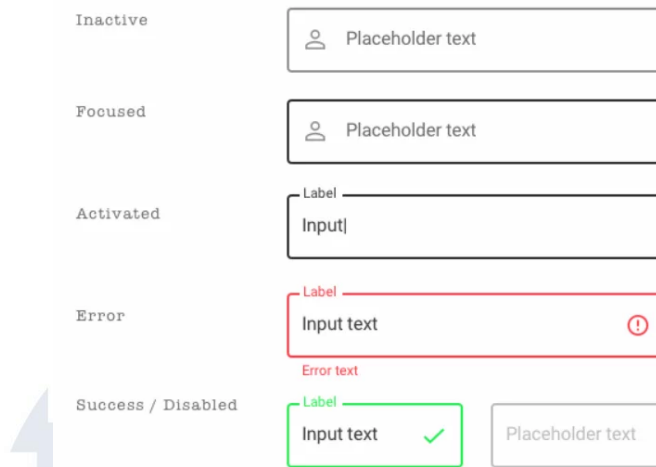 Inactive
Placeholder text
Focused
Placeholder text
Activated
Label
Input
Error
Label
Input text
Error text
Success / Disabled
Label
Input text
Placeholder text